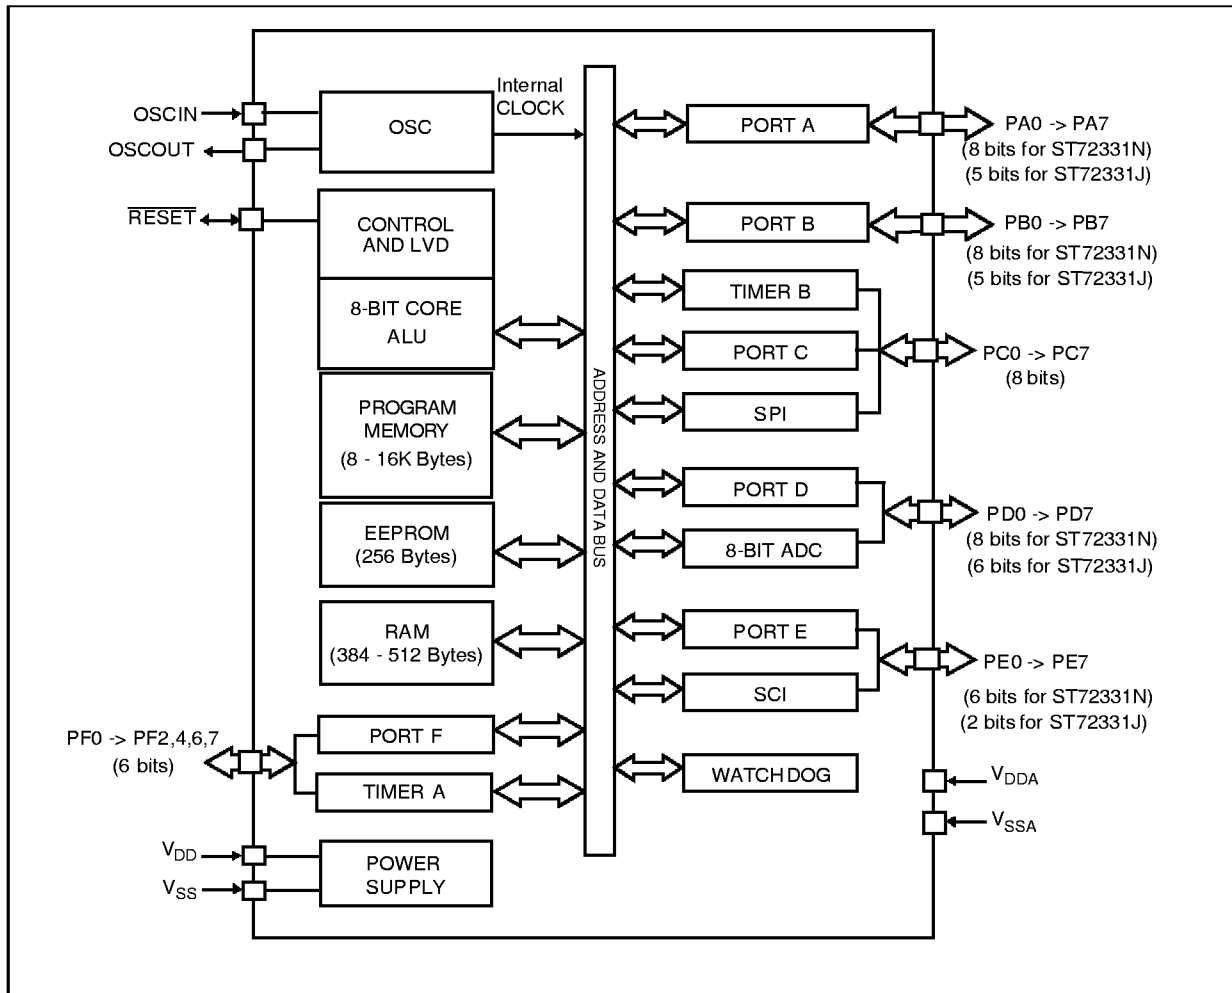 OSCIN
OSCOUT
RESET
OSC
Internal
CLOCK
CONTROL
AND LVD
8-BIT CORE
ALU
PROGRAM
MEMORY
(8 - 16K Bytes)
EEPROM
(256 Bytes)
RAM
(384 - 512 Bytes)
PF0 -> PF2,4,6,7
(6 bits)
PORT F
TIMER A
VDD
VSS
POWER
SUPPLY
ADDRESS AND DATA BUS
PORT A
PA0 -> PA7
(8 bits for ST72331N)
(5 bits for ST72331J)
PORT B
PB0 -> PB7
(8 bits for ST72331N)
(5 bits for ST72331J)
TIMER B
PORT C
SPI
PC0 -> PC7
(8 bits)
PORT D
8-BIT ADC
PD0 -> PD7
(8 bits for ST72331N)
(6 bits for ST72331J)
PORT E
SCI
PE0 -> PE7
(6 bits for ST72331N)
(2 bits for ST72331J)
WATCHDOG
VDDA
VSSA